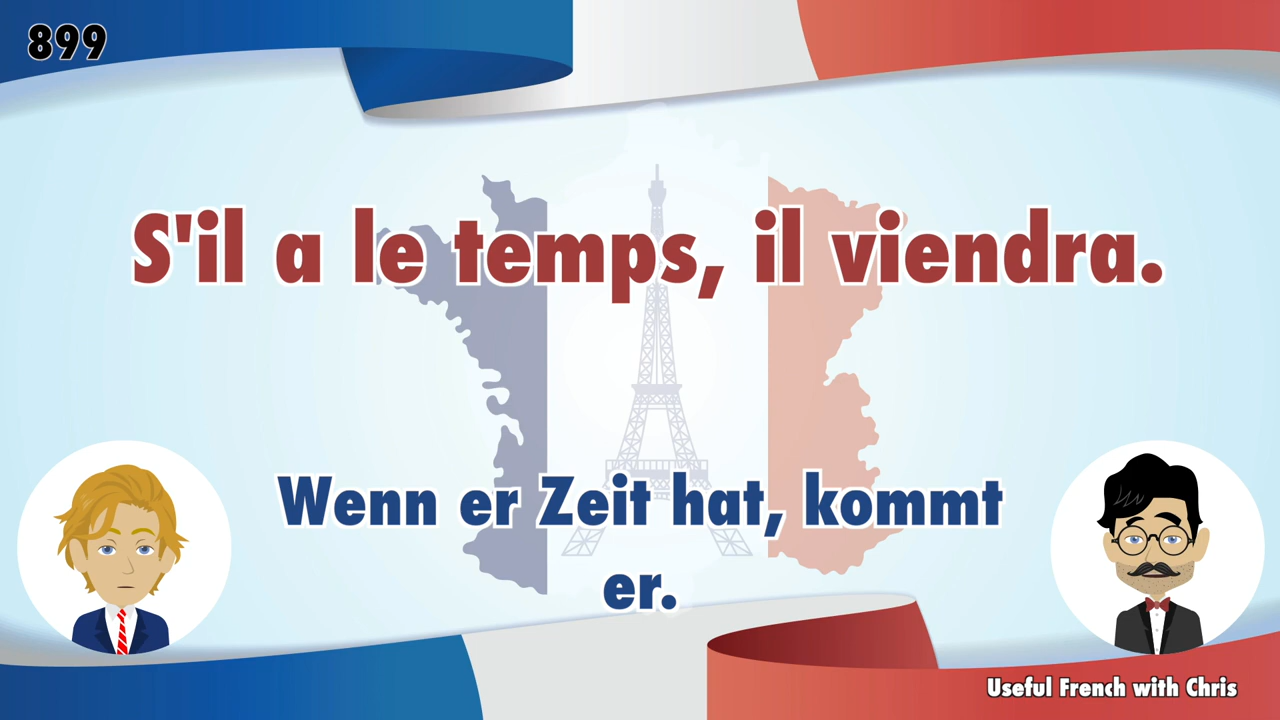 899
S'il a le temps, il viendra.
Wenn er Zeit hat, kommt
er.
Useful French with Chris